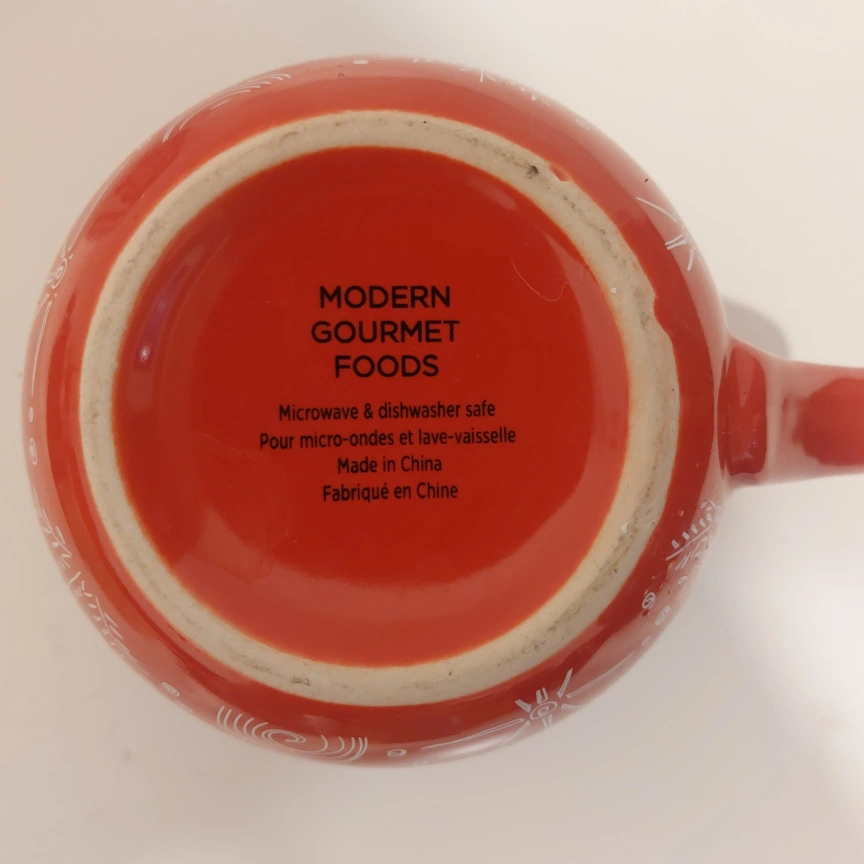 MODERN
GOURMET
FOODS
Microwave & dishwasher safe
Pour micro-ondes et lave-vaisselle
Made in China
Fabriqué en Chine